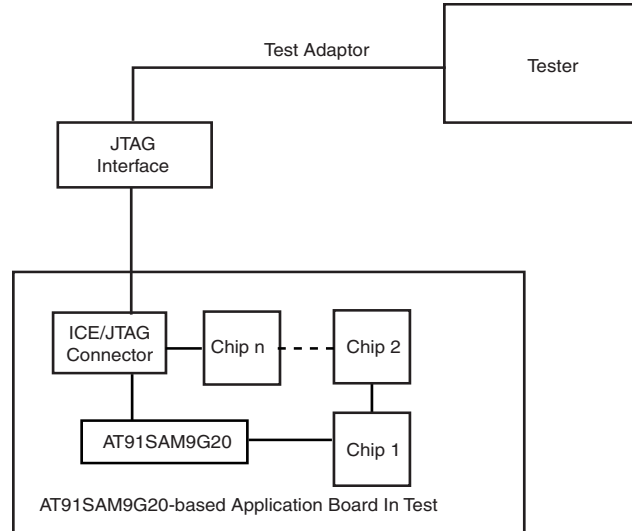 Test Adaptor
Tester
JTAG
Interface
ICE/JTAG
Connector
Chip n
Chip 2
AT91SAM9G20
Chip 1
AT91SAM9G20-based Application Board In Test